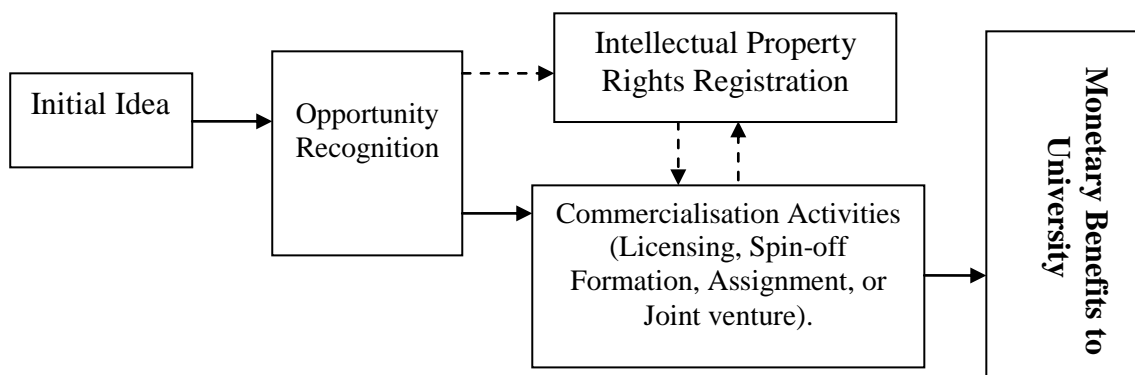 Initial Idea
Opportunity
Recognition
Intellectual Property
Rights Registration
Commercialisation Activities
(Licensing, Spin-off
Formation, Assignment, or
Joint venture).
Monetary Benefits to
University